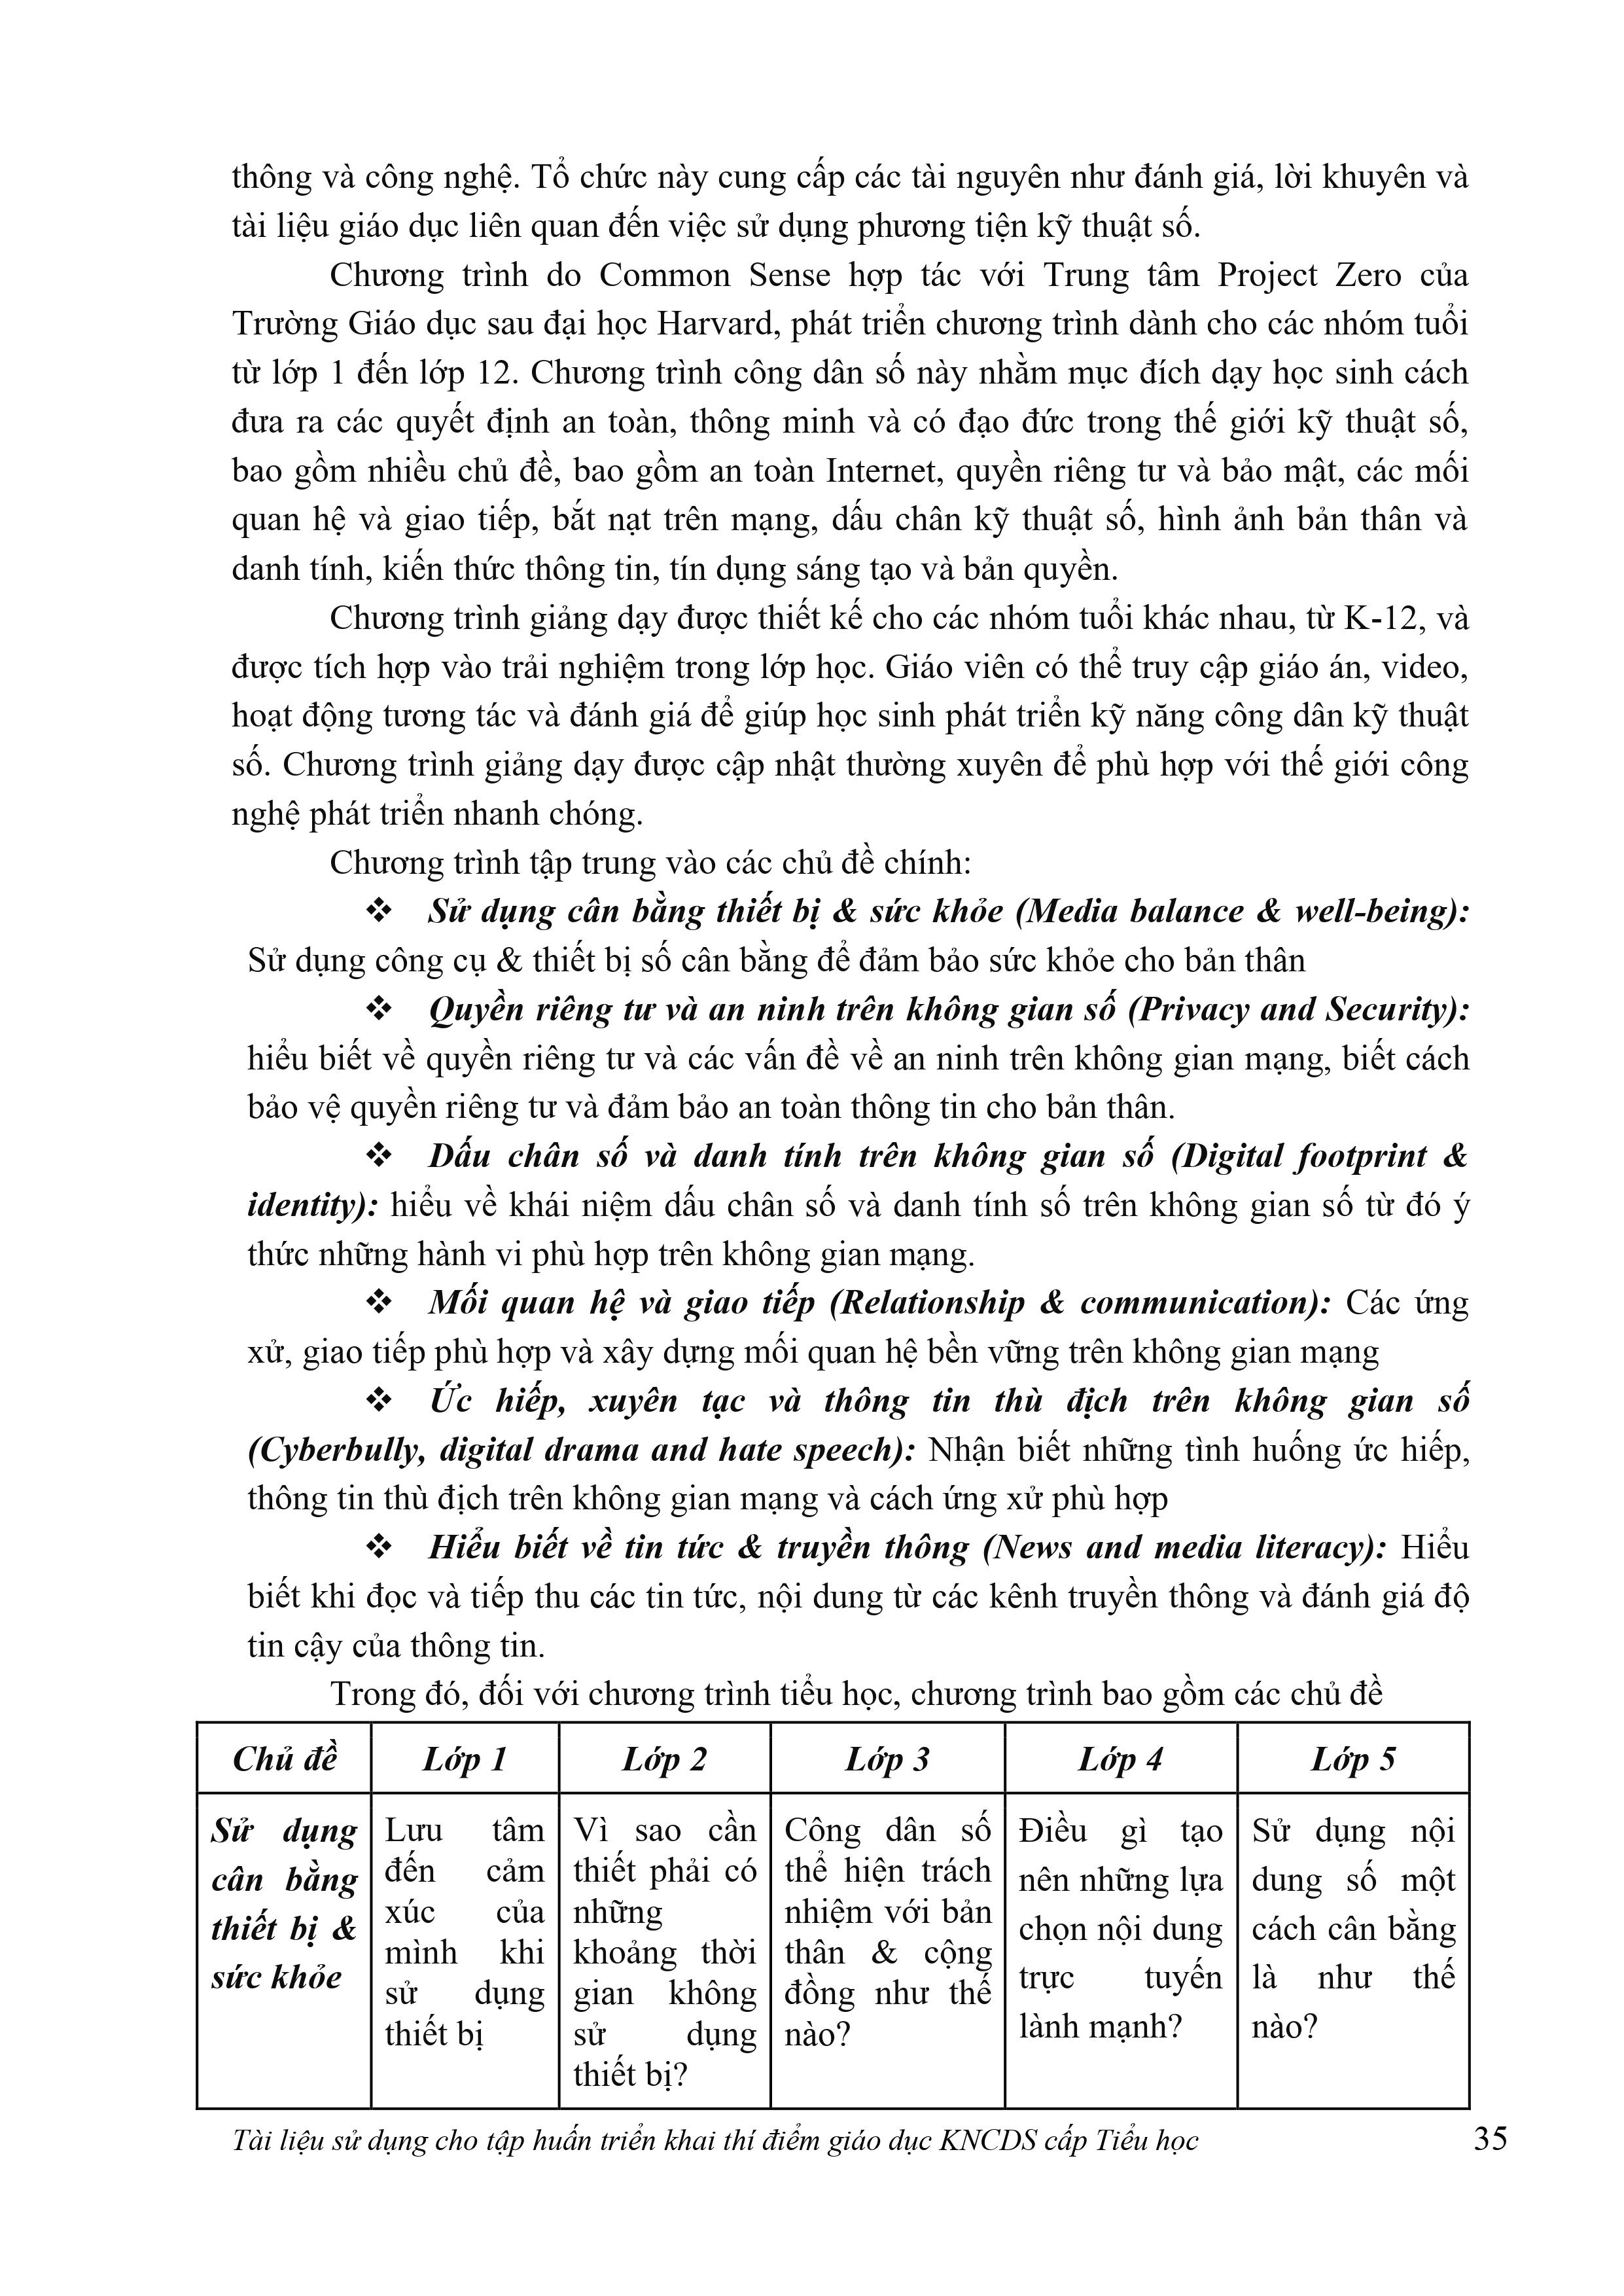 thông và công nghệ. Tổ chức này cung cấp các tài nguyên như đánh giá, lời khuyên và
tài liệu giáo dục liên quan đến việc sử dụng phương tiện kỹ thuật số.
Chương trình do Common Sense hợp tác với Trung tâm Project Zero của
Trường Giáo dục sau đại học Harvard, phát triển chương trình dành cho các nhóm tuổi
từ lớp 1 đến lớp 12. Chương trình công dân số này nhằm mục đích dạy học sinh cách
đưa ra các quyết định an toàn, thông minh và có đạo đức trong thế giới kỹ thuật số,
bao gồm nhiều chủ đề, bao gồm an toàn Internet, quyền riêng tư và bảo mật, các mối
quan hệ và giao tiếp, bắt nạt trên mạng, dấu chân kỹ thuật số, hình ảnh bản thân và
danh tính, kiến thức thông tin, tín dụng sáng tạo và bản quyền.
Chương trình giảng dạy được thiết kế cho các nhóm tuổi khác nhau, từ K-12, và
được tích hợp vào trải nghiệm trong lớp học. Giáo viên có thể truy cập giáo án, video,
hoạt động tương tác và đánh giá để giúp học sinh phát triển kỹ năng công dân kỹ thuật
số. Chương trình giảng dạy được cập nhật thường xuyên để phù hợp với thế giới công
nghệ phát triển nhanh chóng.
Chương trình tập trung vào các chủ đề chính:
❖ Sử dụng cân bằng thiết bị & sức khỏe (Media balance & well-being):
Sử dụng công cụ & thiết bị số cân bằng để đảm bảo sức khỏe cho bản thân
❖ Quyền riêng tư và an ninh trên không gian số (Privacy and Security):
hiểu biết về quyền riêng tư và các vấn đề về an ninh trên không gian mạng, biết cách
bảo vệ quyền riêng tư và đảm bảo an toàn thông tin cho bản thân.
❖ Dấu chân số và danh tính trên không gian số (Digital footprint &
identity): hiểu về khái niệm dấu chân số và danh tính số trên không gian số từ đó ý
thức những hành vi phù hợp trên không gian mạng.
❖ Mối quan hệ và giao tiếp (Relationship & communication): Các ứng
xử, giao tiếp phù hợp và xây dựng mối quan hệ bền vững trên không gian mạng
❖ Ức hiếp, xuyên tạc và thông tin thù địch trên không gian số
(Cyberbully, digital drama and hate speech): Nhận biết những tình huống ức hiếp,
thông tin thù địch trên không gian mạng và cách ứng xử phù hợp
❖ Hiểu biết về tin tức & truyền thông (News and media literacy): Hiểu
biết khi đọc và tiếp thu các tin tức, nội dung từ các kênh truyền thông và đánh giá độ
tin cậy của thông tin.
Trong đó, đối với chương trình tiểu học, chương trình bao gồm các chủ đề
Chủ đề
Lớp 1
Lớp 2
Lớp 3
Lớp 4
Lớp 5
Sử dụng
cân bằng
thiết bị &
sức khỏe
Lưu tâm
đến cảm
xúc của
mình khi
sử dụng
thiết bị
Vì sao cần
thiết phải có
những
khoảng thời
gian không
sử dụng
thiết bị?
Công dân số
thể hiện trách
nhiệm với bản
thân & cộng
đồng như thế
nào?
Điều gì tạo
nên những lựa
chọn nội dung
trực tuyến
lành mạnh?
Sử dụng nội
dung số một
cách cân bằng
là như thế
nào?
Tài liệu sử dụng cho tập huấn triển khai thí điểm giáo dục KNCDS cấp Tiểu học
35